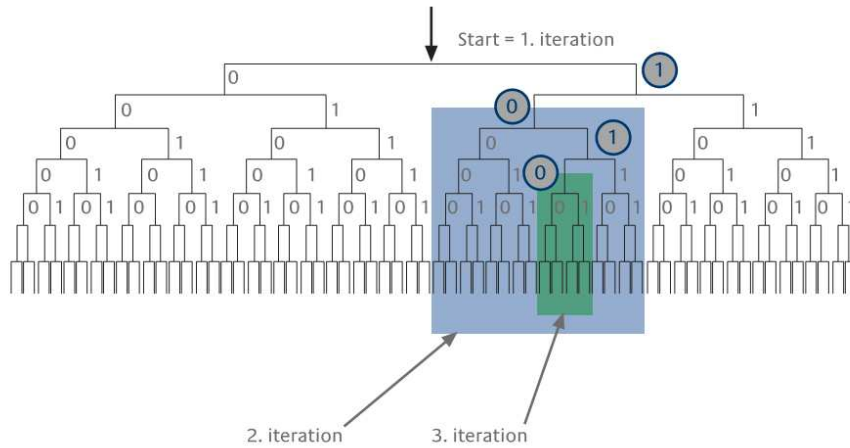 Start = 1. iteration
0 1
0 1 0 1
0 1 0 1 0 1 0 1
0 1 0 1 0 1 0 1 0 1 0 1 0 1 0 1
0 1 0 1 0 1 0 1 0 1 0 1 0 1 0 1 0 1 0 1 0 1 0 1 0 1 0 1 0 1 0 1
2. iteration 3. iteration